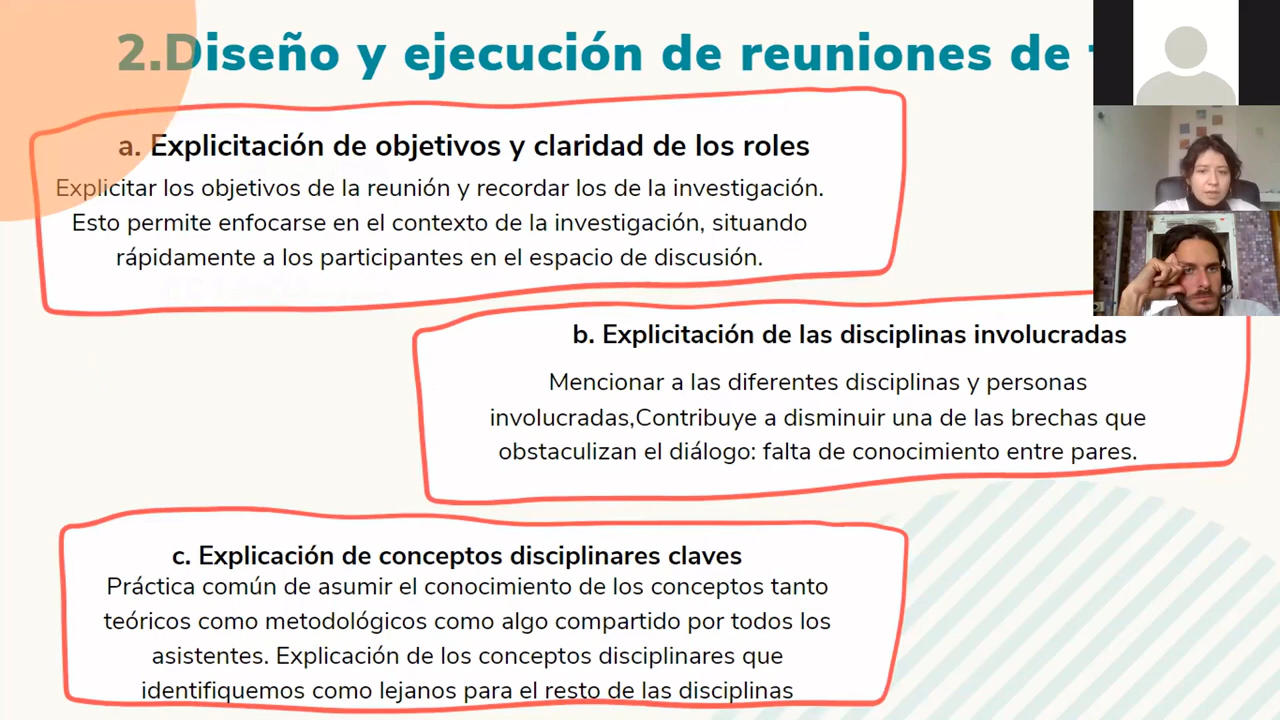 2.Diseño y ejecución de reuniones de
a. Explicitación de objetivos y claridad de los roles
Explicitar los objetivos de la reunión y recordar los de la investigación.
Esto permite enfocarse en el contexto de la investigación, situando
rápidamente a los participantes en el espacio de discusión.
b. Explicitación de las disciplinas involucradas
Mencionar a las diferentes disciplinas y personas
involucradas,Contribuye a disminuir una de las brechas que
obstaculizan el diálogo: falta de conocimiento entre pares.
c. Explicación de conceptos disciplinares claves
Práctica común de asumir el conocimiento de los conceptos tanto
teóricos como metodológicos como algo compartido por todos los
asistentes. Explicación de los conceptos disciplinares que
identifiquemos como lejanos para el resto de las disciplinas